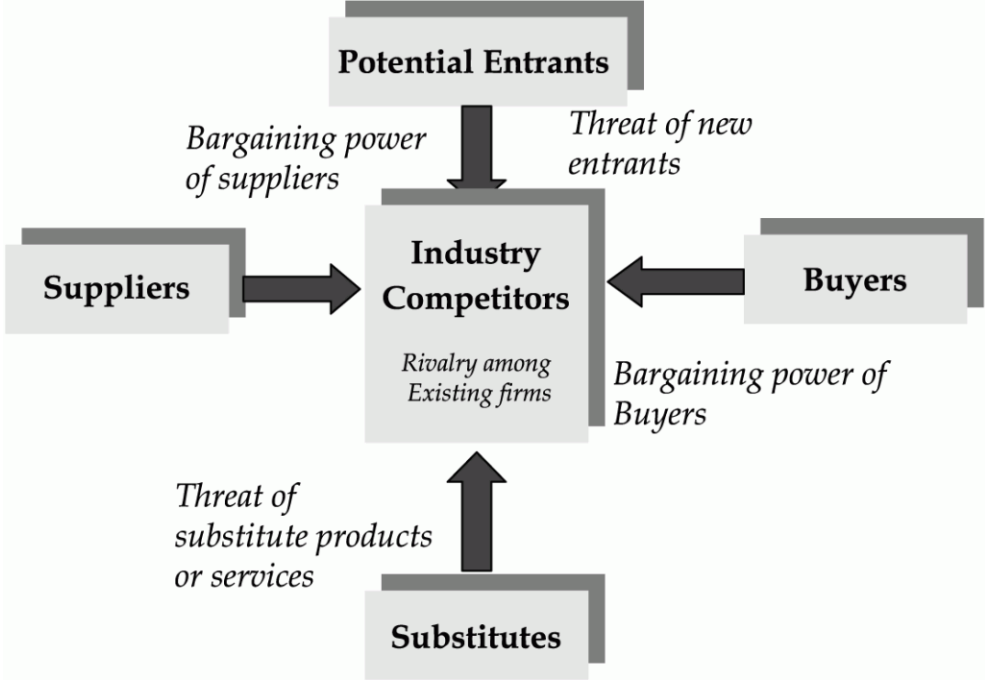 Potential Entrants
Bargaining power
of suppliers
Threat of new
entrants
Suppliers
Industry
Competitors
Rivalry among
Existing firms
Buyers
Bargaining power of
Buyers
Threat of
substitute products
or services
Substitutes